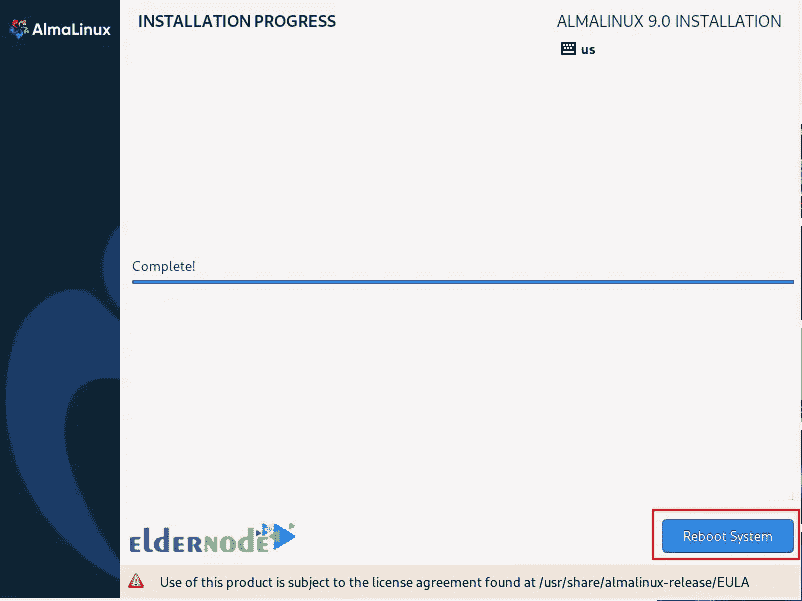 AlmaLinux
INSTALLATION PROGRESS
ALMALINUX 9.0 INSTALLATION
us
Complete!
ELDERNODE
Reboot System
Use of this product is subject to the license agreement found at /usr/share/almalinux-release/EULA